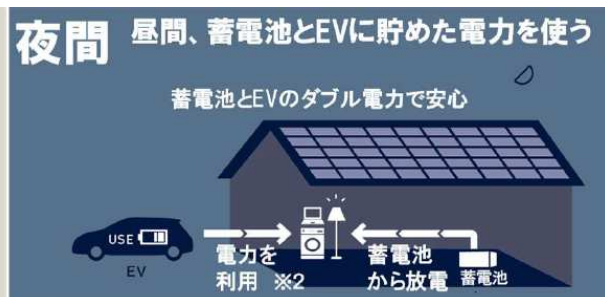 夜間 昼間、蓄電池とEVに貯めた電力を使う
蓄電池とEVのダブル電力で安心
USE
EV
電力を
利用 ※2
蓄電池
から放電
蓄電池